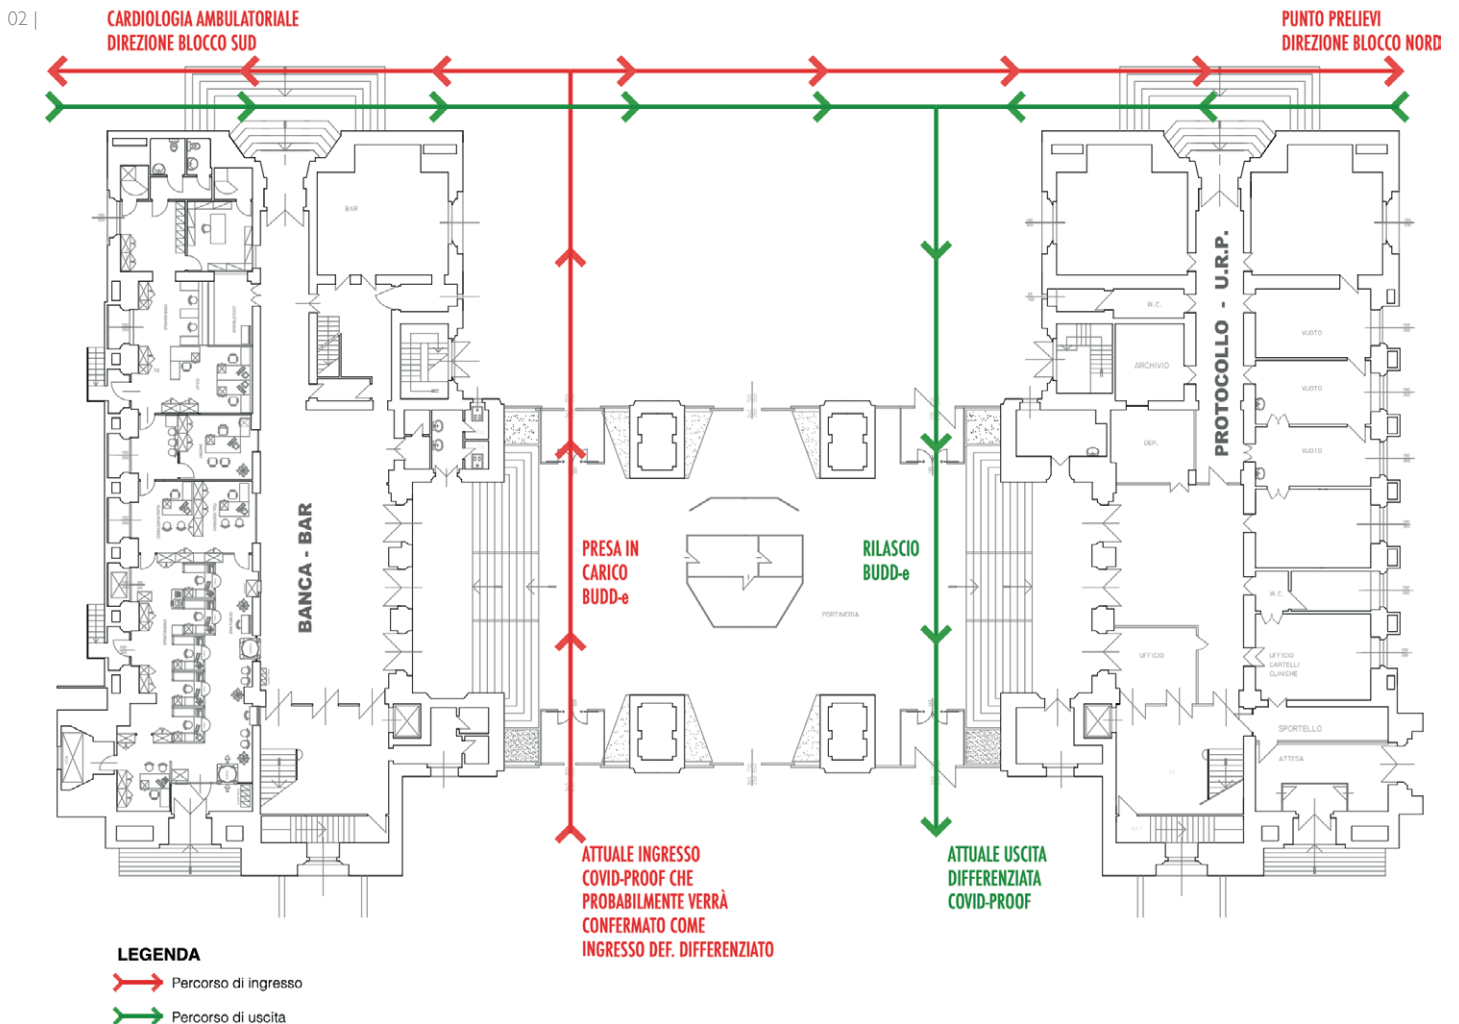 02 |
CARDIOLOGIA AMBULATORIALE
DIREZIONE BLOCCO SUD
PUNTO PRELIEVI
DIREZIONE BLOCCO NORD
BAR
W.C.
ARCHIVIO
DEP.
VUOTO
VUOTO
VUOTO
PROTOCOLLO - U.R.P.
BANCA - BAR
PRESA IN
CARICO
BUDD-e
RILASCIO
BUDD-e
PORTINERIA
W.C.
UFFICIO
UFFICIO
CARTELLI
CLINICHE
SPORTELLO
ATTESA
ATTUALE INGRESSO
COVID-PROOF CHE
PROBABILMENTE VERRÀ
CONFERMATO COME
INGRESSO DEF. DIFFERENZIATO
ATTUALE USCITA
DIFFERENZIATA
COVID-PROOF
LEGENDA
Percorso di ingresso
Percorso di uscita